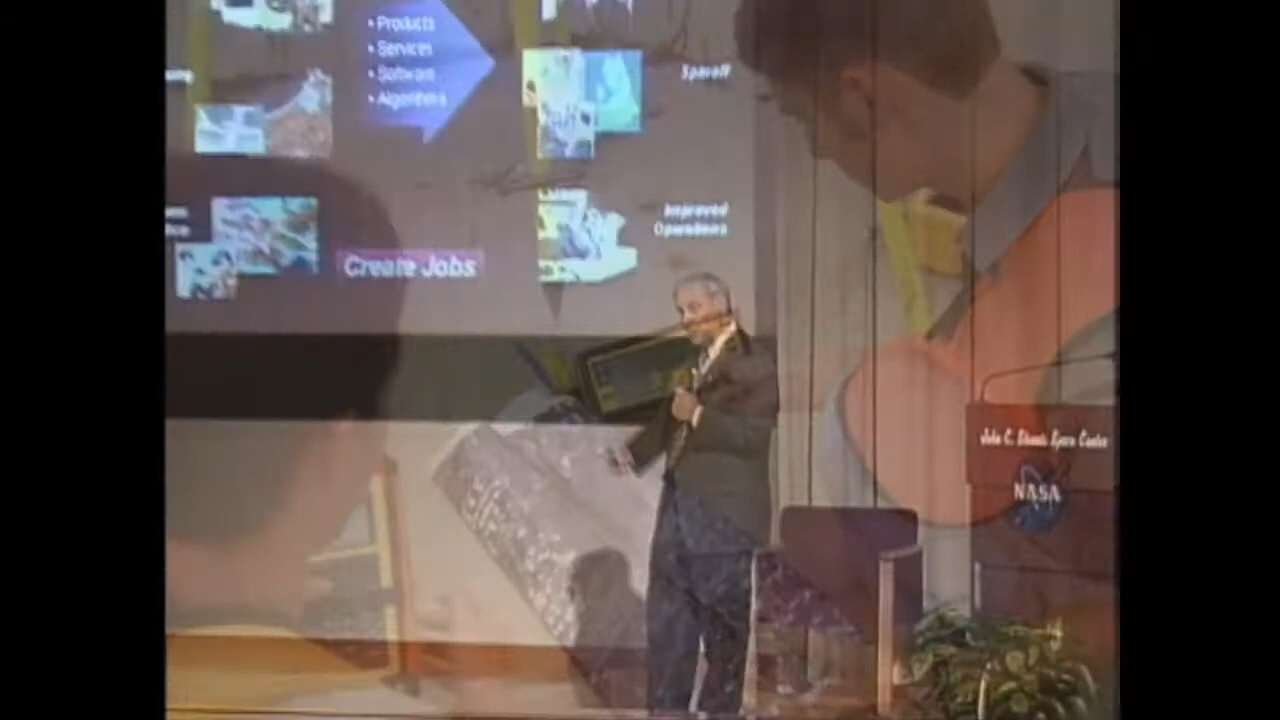 • Products
• Services
• Software
• Algorithms
Spinoff
Improved
Operations
Create Jobs
John C. Stennis Space Center
NASA